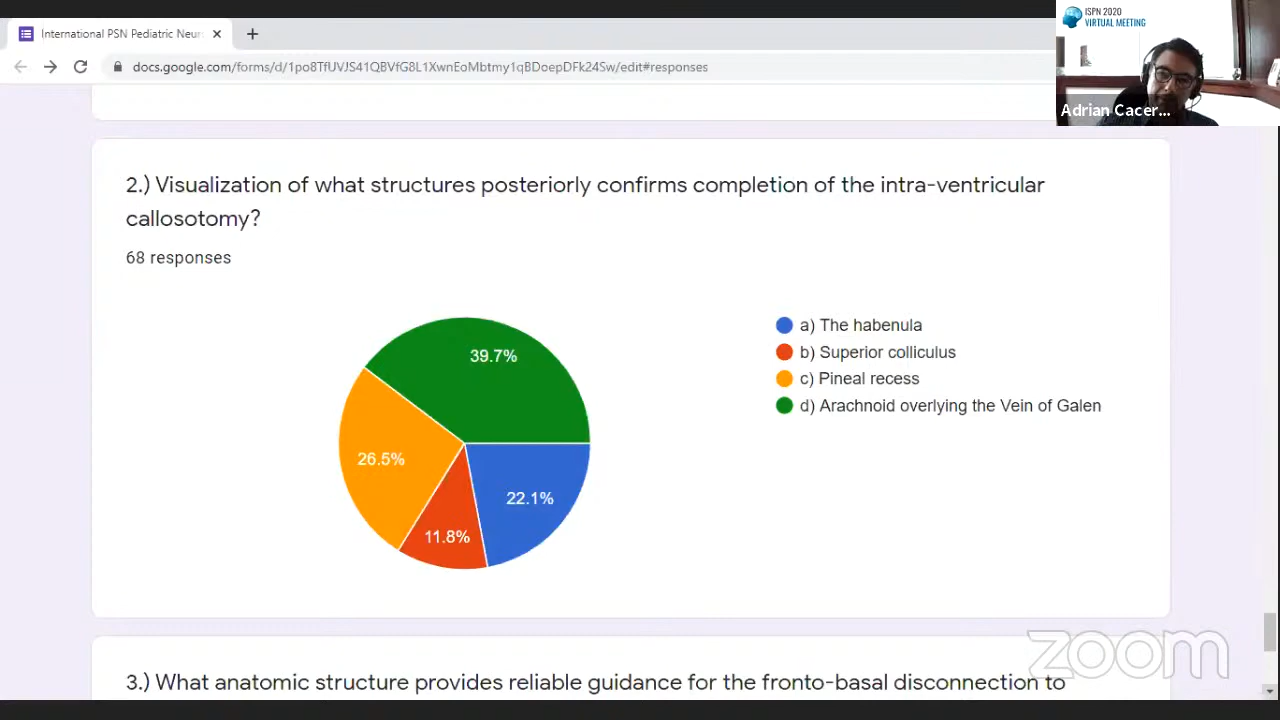 International PSN Pediatric Neur
docs.google.com/forms/d/1po8TfUVJS41QBVfG8L1XwnEoMbtmy1qBDoepDFk24Sw/edit#responses
ISPN 2020
VIRTUAL MEETING
Adrian Cacer...
2.) Visualization of what structures posteriorly confirms completion of the intra-ventricular
callosotomy?
68 responses
39.7%
26.5%
22.1%
11.8%
a) The habenula
b) Superior colliculus
c) Pineal recess
d) Arachnoid overlying the Vein of Galen
3.) What anatomic structure provides reliable guidance for the fronto-basal disconnection to
zoom